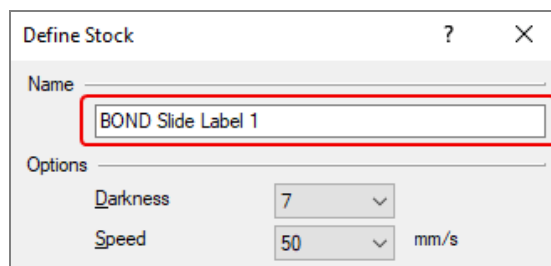 Define Stock ? ×
Name
BOND Slide Label 1
Options
Darkness 7
Speed 50 mm/s